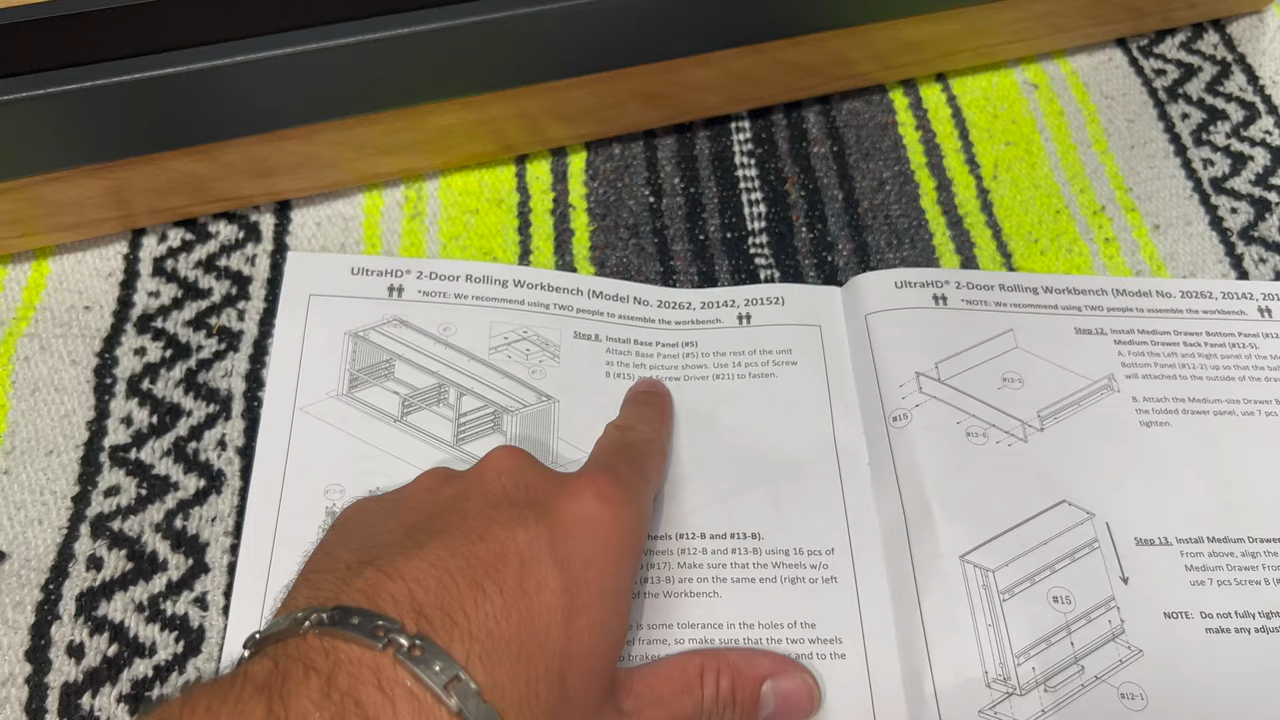 UltraHD® 2-Door Rolling Workbench (Model No. 20262, 20142, 20152)
*NOTE: We recommend using TWO people to assemble the workbench.
Step 8. Install Base Panel (#5)
Attach Base Panel (#5) to the rest of the unit
as the left picture shows. Use 14 pcs of Screw
B (#15) and Screw Driver (#21) to fasten.
heels (#12-B and #13-B).
Wheels (#12-B and #13-B) using 16 pcs of
(#17). Make sure that the Wheels w/o
(#13-B) are on the same end (right or left
of the Workbench.
e is some tolerance in the holes of the
el frame, so make sure that the two wheels
brakes and to the
UltraHD® 2-Door Rolling Workbench (Model No. 20262, 20142, 201
*NOTE: We recommend using TWO people to assemble the workbench.
Step 12. Install Medium Drawer Bottom Panel (#12
Medium Drawer Back Panel (#12-5).
A. Fold the Left and Right panel of the Me
Bottom Panel (#12-2) up so that the bal
will attached to the outside of the dra
B. Attach the Medium-size Drawer B
the folded drawer panel, use 7 pcs
tighten.
#15
#12-5
Step 13. Install Medium Drawer
From above, align the
Medium Drawer Fron
use 7 pcs Screw B (#
NOTE: Do not fully tight
make any adjus
#15
#12-1